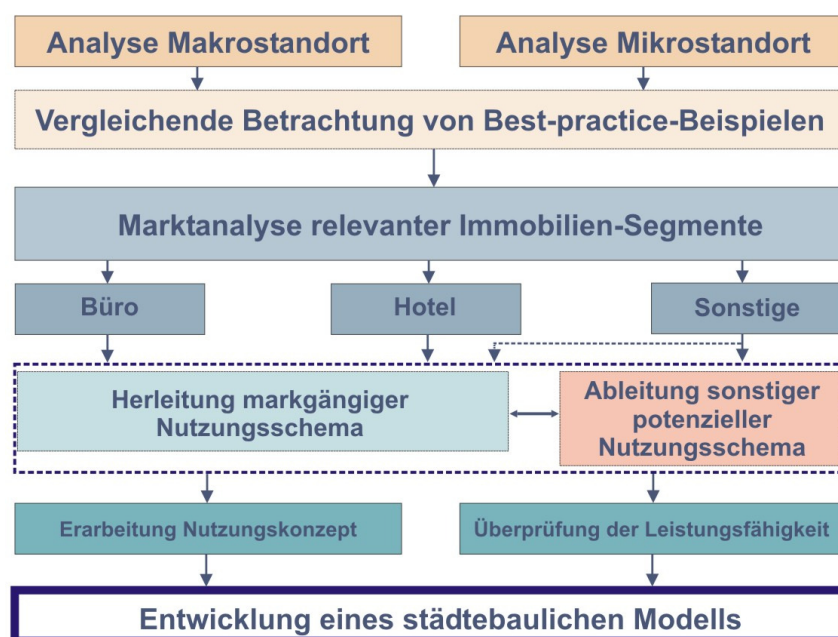 Analyse Makrostandort
Analyse Mikrostandort
Vergleichende Betrachtung von Best-practice-Beispielen
Marktanalyse relevanter Immobilien-Segmente
Büro
Hotel
Sonstige
Herleitung markgängiger
Nutzungsschema
Ableitung sonstiger
potenzieller
Nutzungsschema
Erarbeitung Nutzungskonzept
Überprüfung der Leistungsfähigkeit
Entwicklung eines städtebaulichen Modells